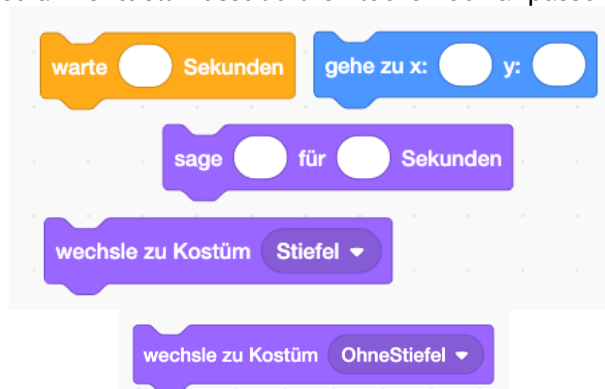 warte Sekunden gehe zu x: y:
sage für Sekunden
wechsle zu Kostüm Stiefel
wechsle zu Kostüm OhneStiefel